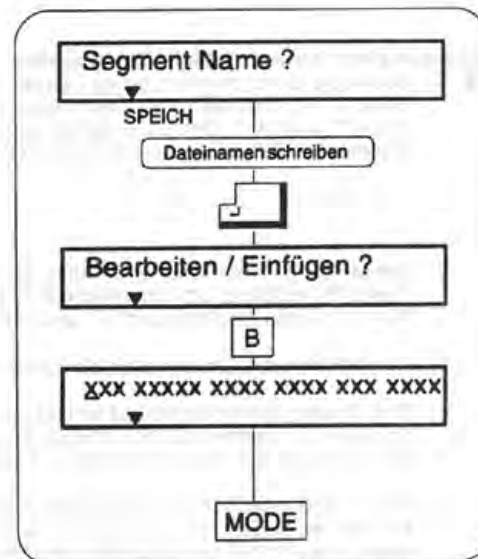 Segment Name ?
SPEICH
Dateinamen schreiben
Bearbeiten / Einfügen ?
B
XXX XXXXX XXXX XXXX XXX XXXX
MODE